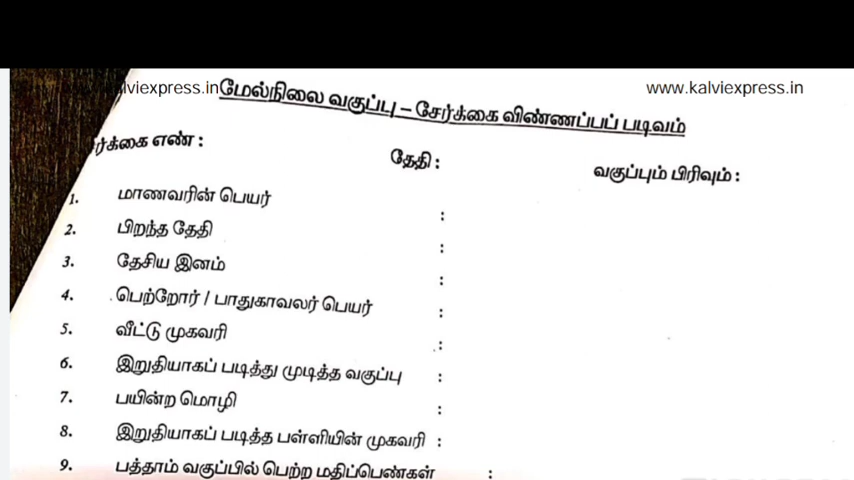 www.kalviexpress.in
மேல்நிலை வகுப்பு – சேர்க்கை விண்ணப்பப் படிவம்
எண் : தேதி : வகுப்பும் பிரிவும் :
1. மாணவரின் பெயர் :
2. பிறந்த தேதி :
3. தேசிய இனம் :
4. பெற்றோர் / பாதுகாவலர் பெயர் :
5. வீட்டு முகவரி :
6. இறுதியாகப் படித்து முடித்த வகுப்பு :
7. பயின்ற மொழி :
8. இறுதியாகப் படித்த பள்ளியின் முகவரி :
9. பத்தாம் வகுப்பில் பெற்ற மதிப்பெண்கள் :